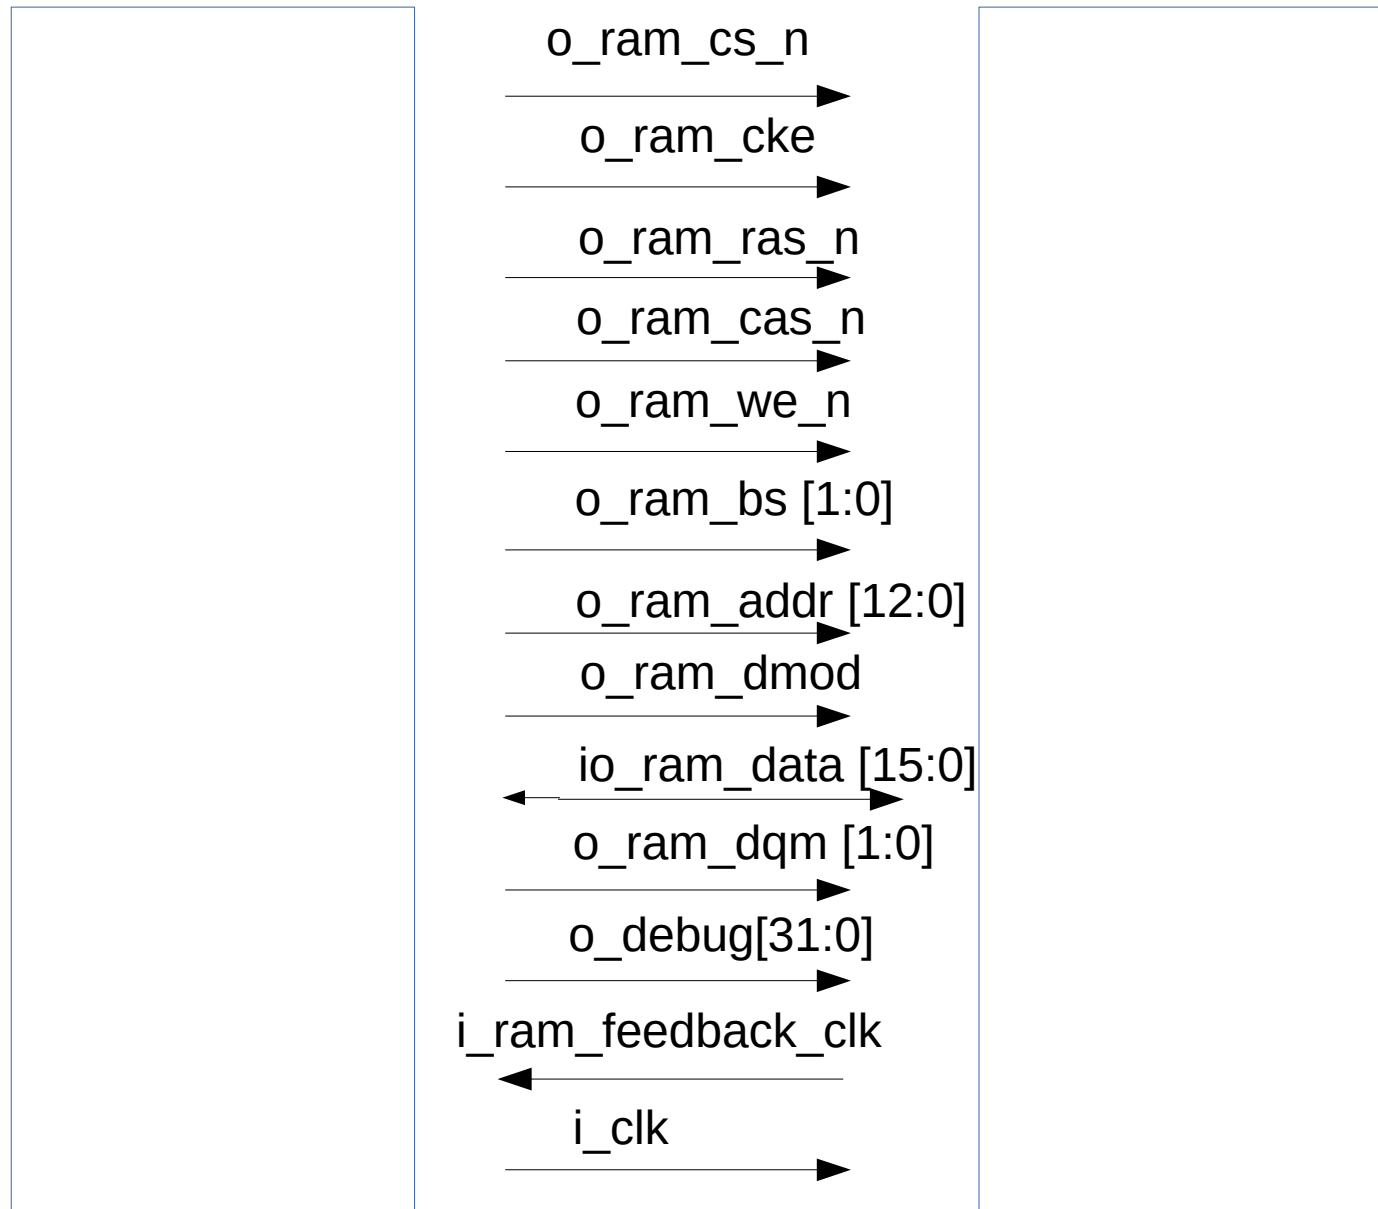 o_ram_cs_n
o_ram_cke
o_ram_ras_n
o_ram_cas_n
o_ram_we_n
o_ram_bs [1:0]
o_ram_addr [12:0]
o_ram_dmod
io_ram_data [15:0]
o_ram_dqm [1:0]
o_debug[31:0]
i_ram_feedback_clk
i_clk